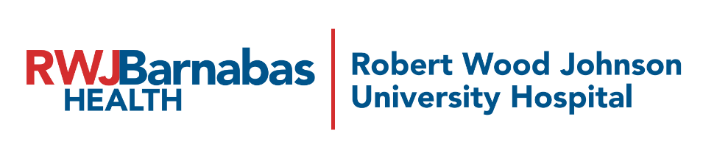 RWJBarnabas
HEALTH
Robert Wood Johnson
University Hospital